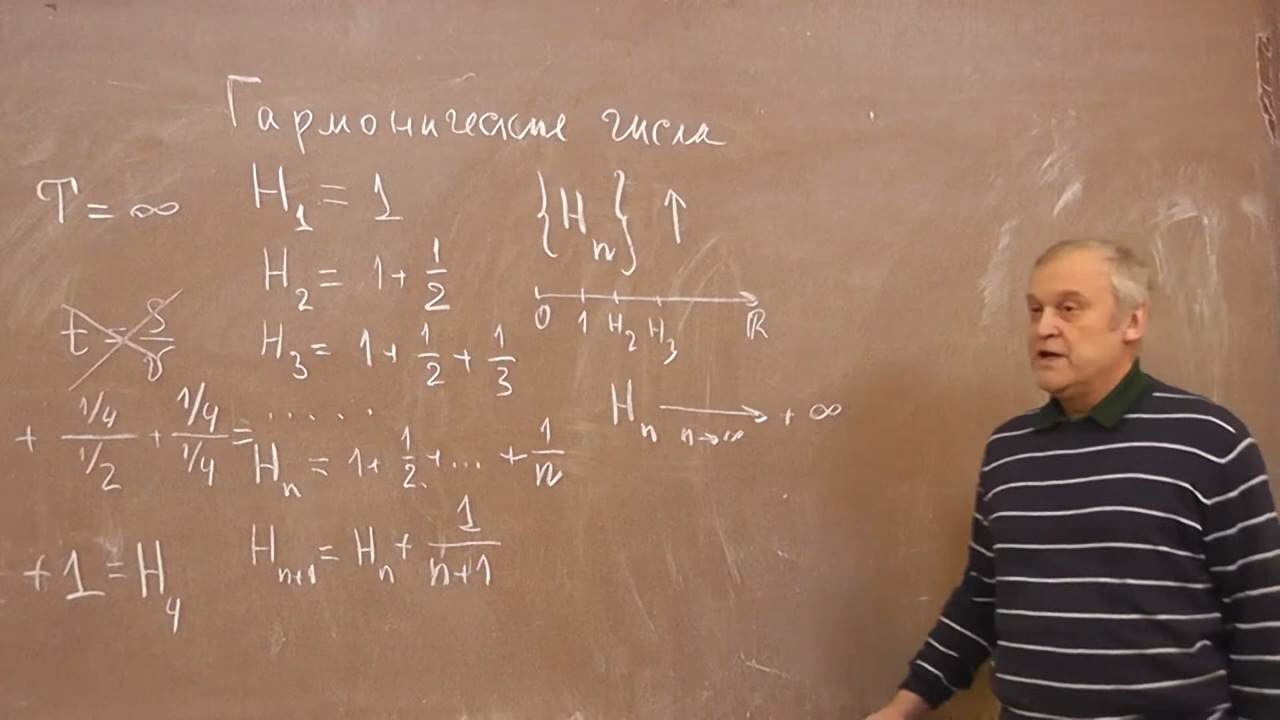 Гармонические числа
T = ∞
t = S/v
+ (1/4)/(1/2) + (1/4)/(1/4) =
+ 1 = H₄
H₁ = 1
H₂ = 1 + 1/2
H₃ = 1 + 1/2 + 1/3
. . . . .
Hₙ = 1 + 1/2 + ... + 1/n
Hₙ₊₁ = Hₙ + 1/(n+1)
{Hₙ} ↑
0 1 H₂ H₃ ℝ
Hₙ → + ∞
n→∞